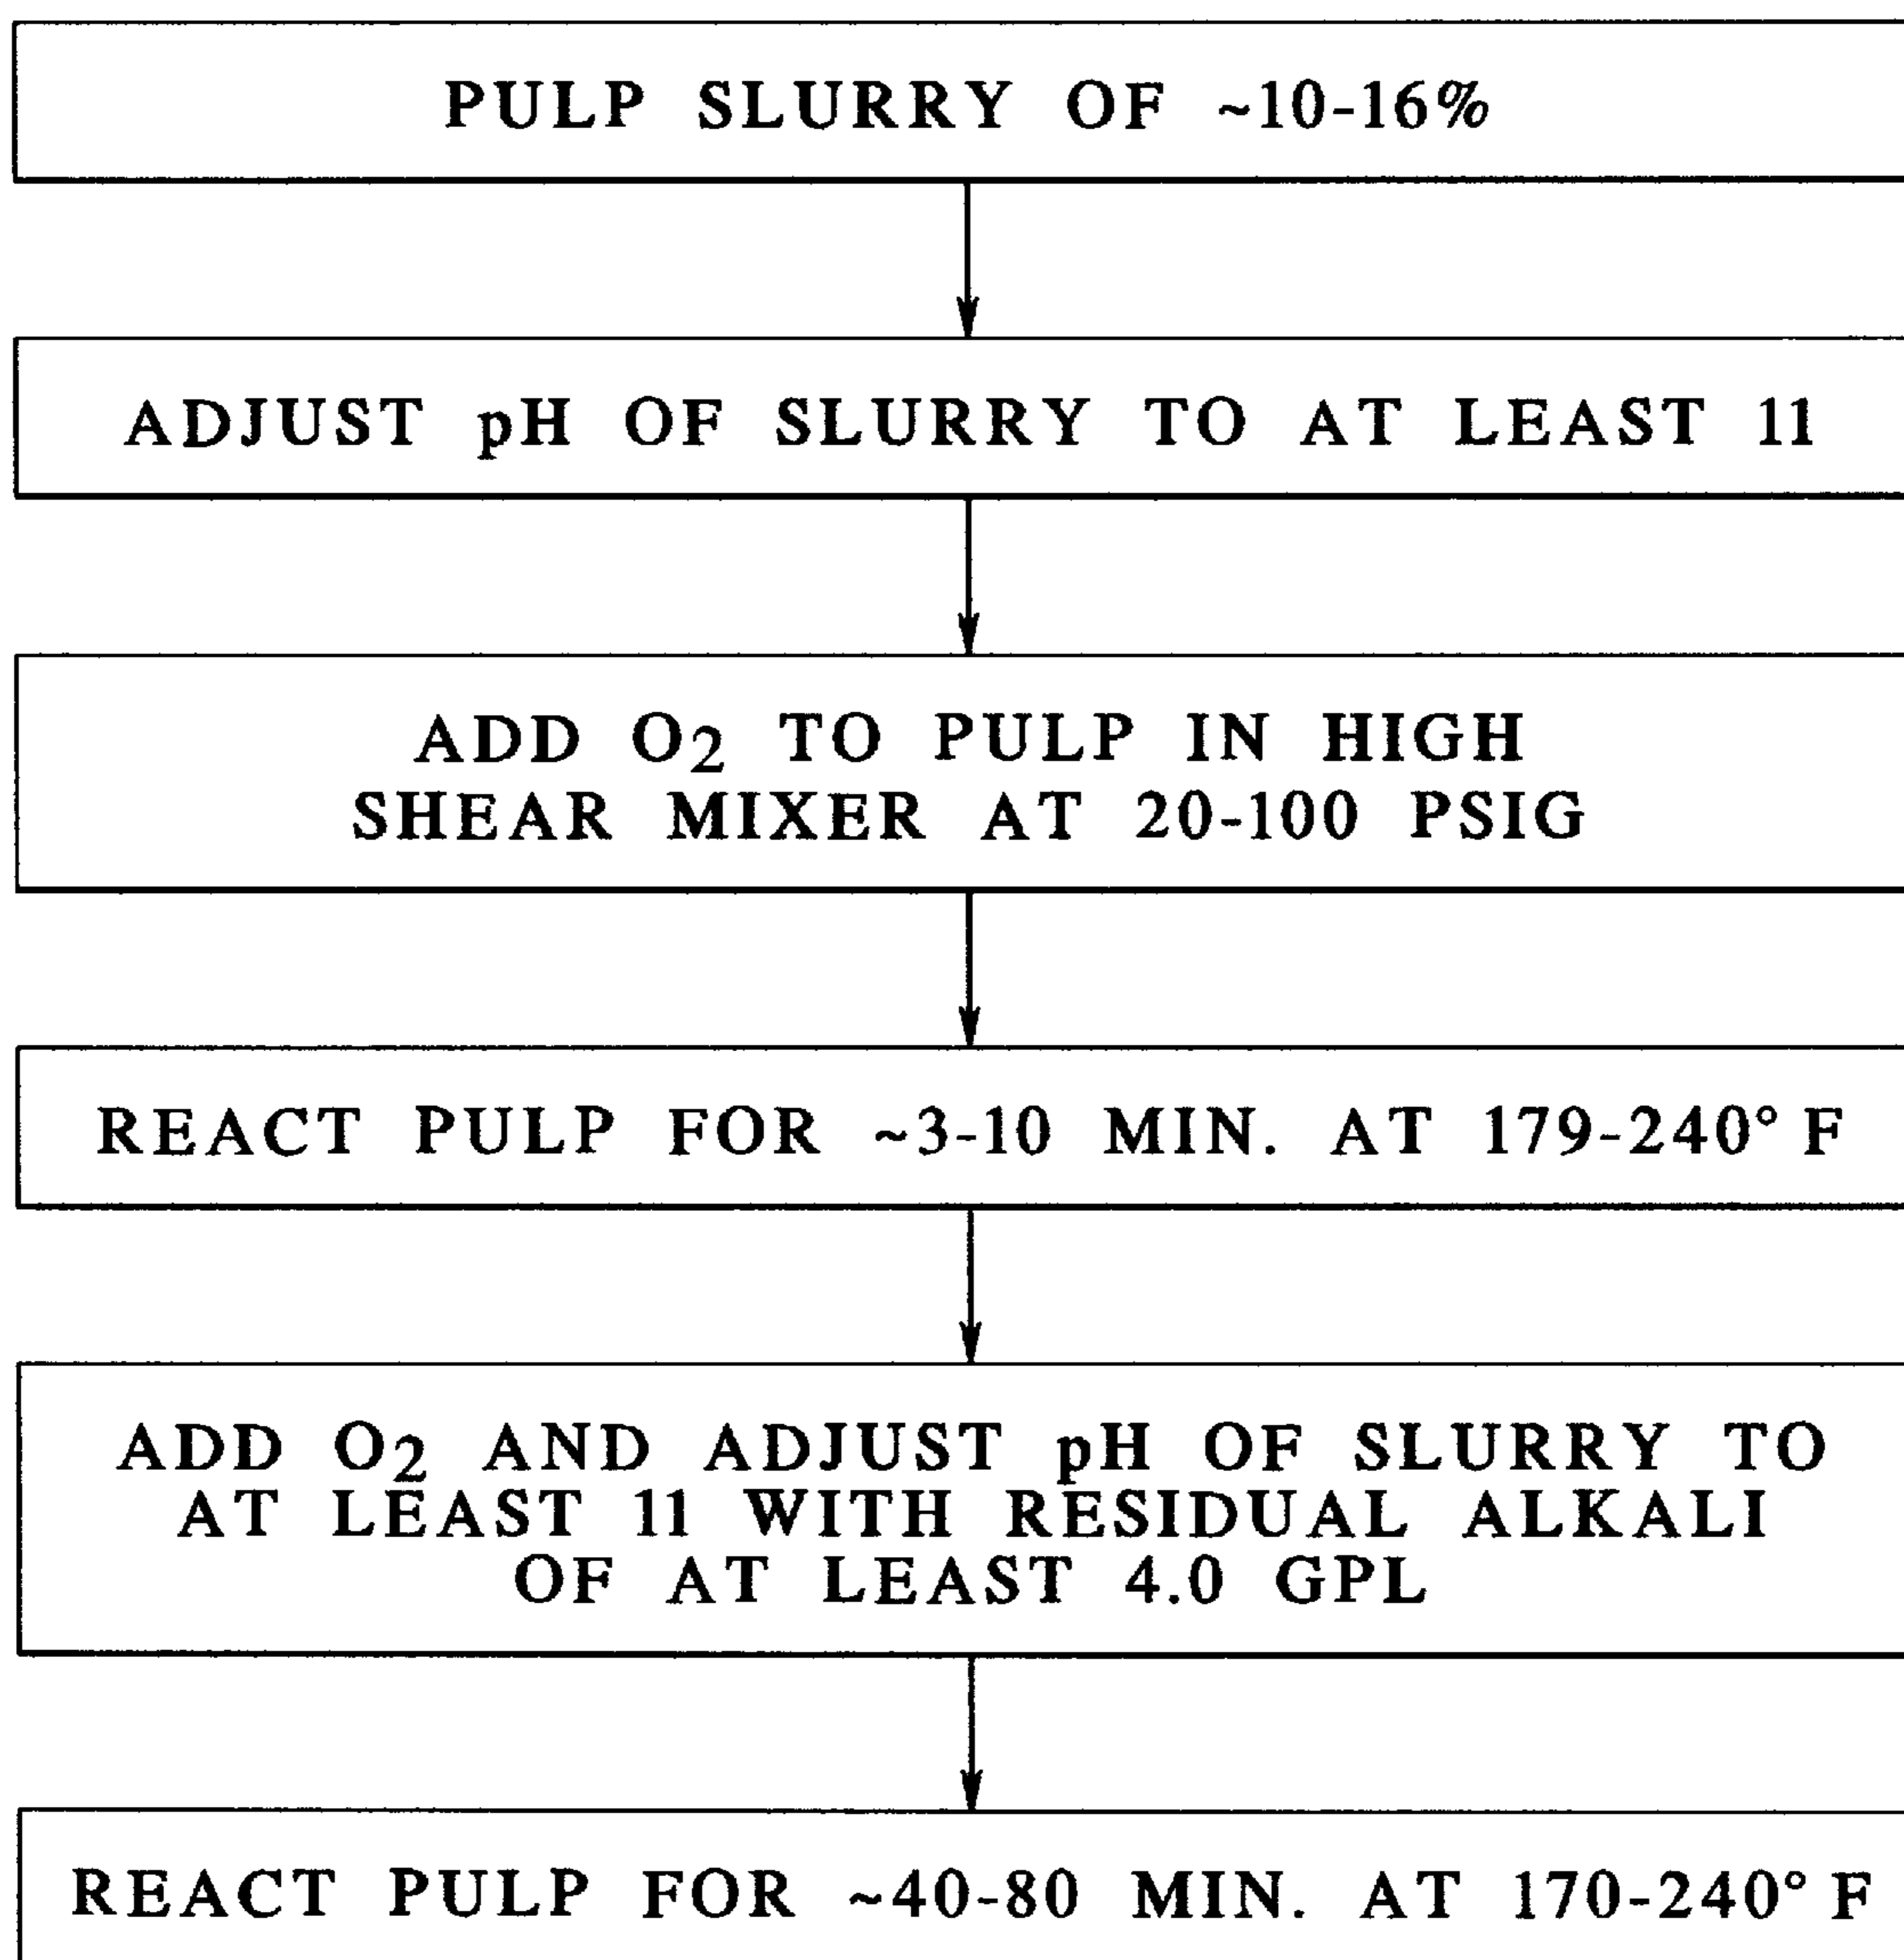 PULP SLURRY OF ~10-16%
ADJUST pH OF SLURRY TO AT LEAST 11
ADD O2 TO PULP IN HIGH
SHEAR MIXER AT 20-100 PSIG
REACT PULP FOR ~3-10 MIN. AT 179-240° F
ADD O2 AND ADJUST pH OF SLURRY TO
AT LEAST 11 WITH RESIDUAL ALKALI
OF AT LEAST 4.0 GPL
REACT PULP FOR ~40-80 MIN. AT 170-240° F